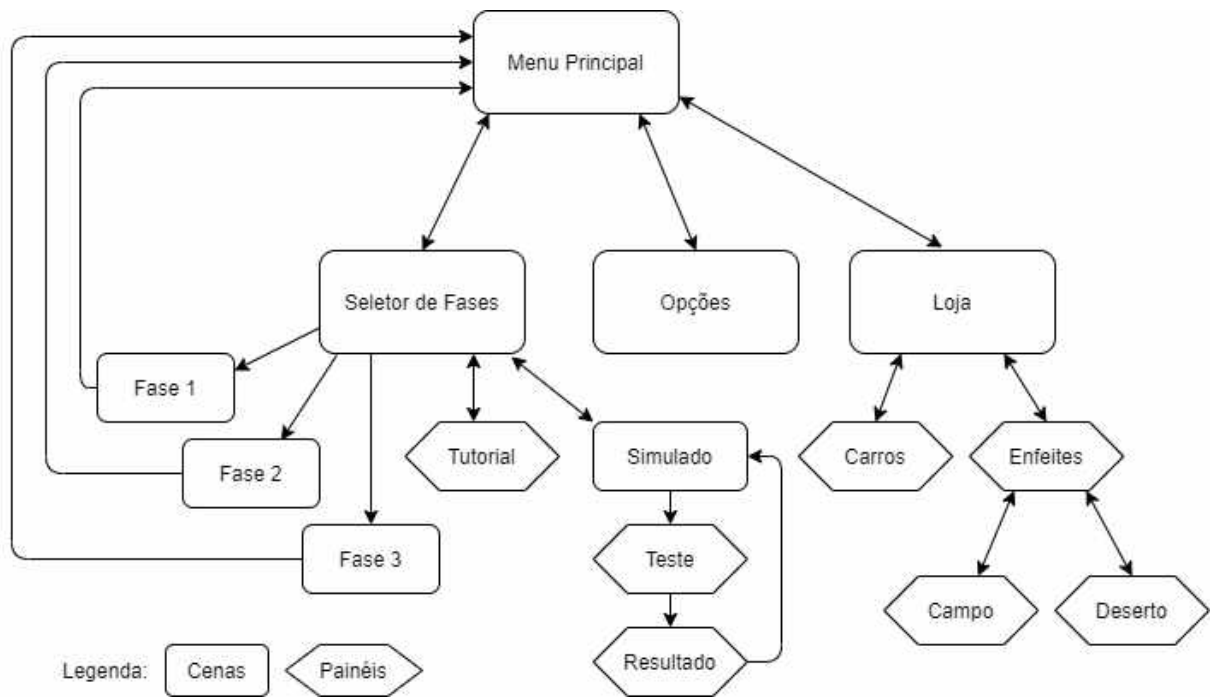 Menu Principal
Seletor de Fases
Opções
Loja
Fase 1
Fase 2
Fase 3
Tutorial
Simulado
Carros
Enfeites
Teste
Resultado
Campo
Deserto
Legenda:
Cenas
Painéis